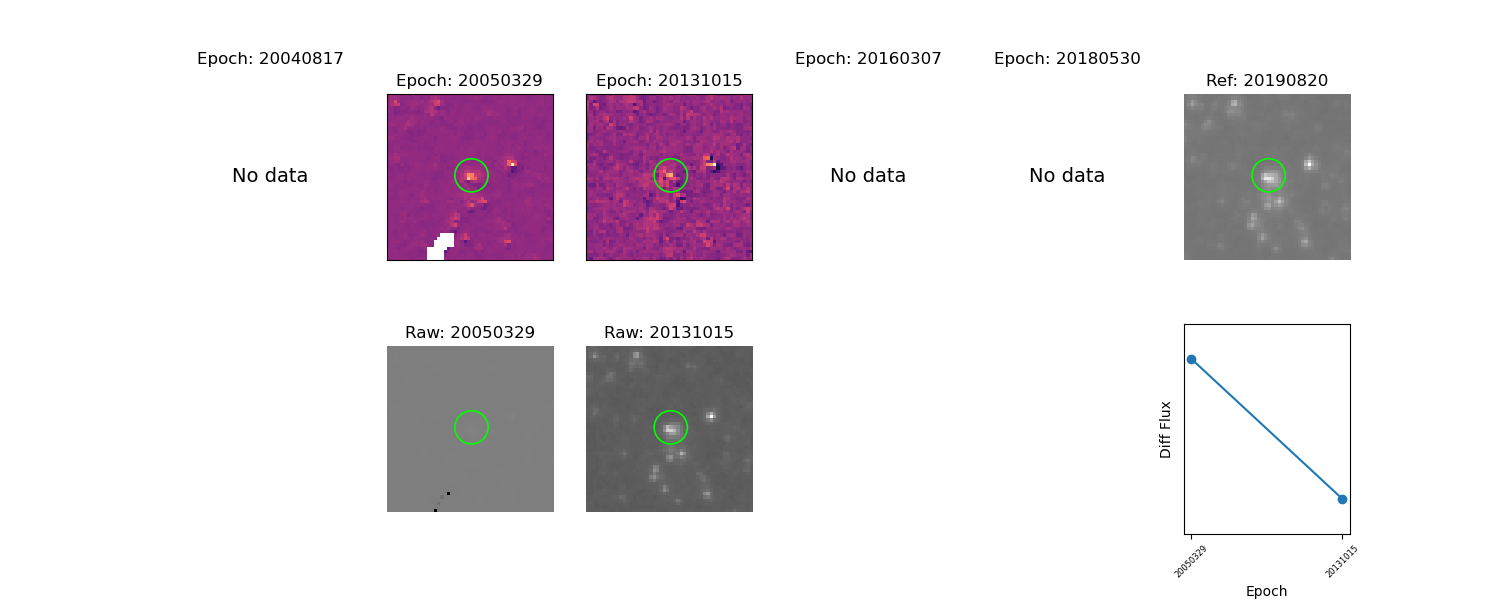 Epoch: 20040817
Epoch: 20050329
Epoch: 20131015
Epoch: 20160307
Epoch: 20180530
Ref: 20190820
No data
No data
No data
Raw: 20050329
Raw: 20131015
Diff Flux
20050329
20131015
Epoch